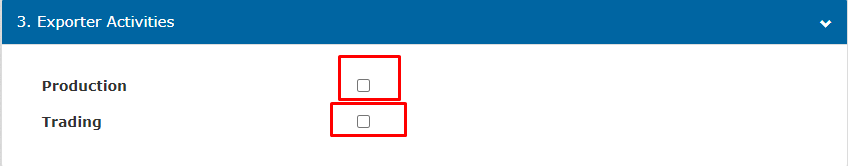 3. Exporter Activities
Production
Trading